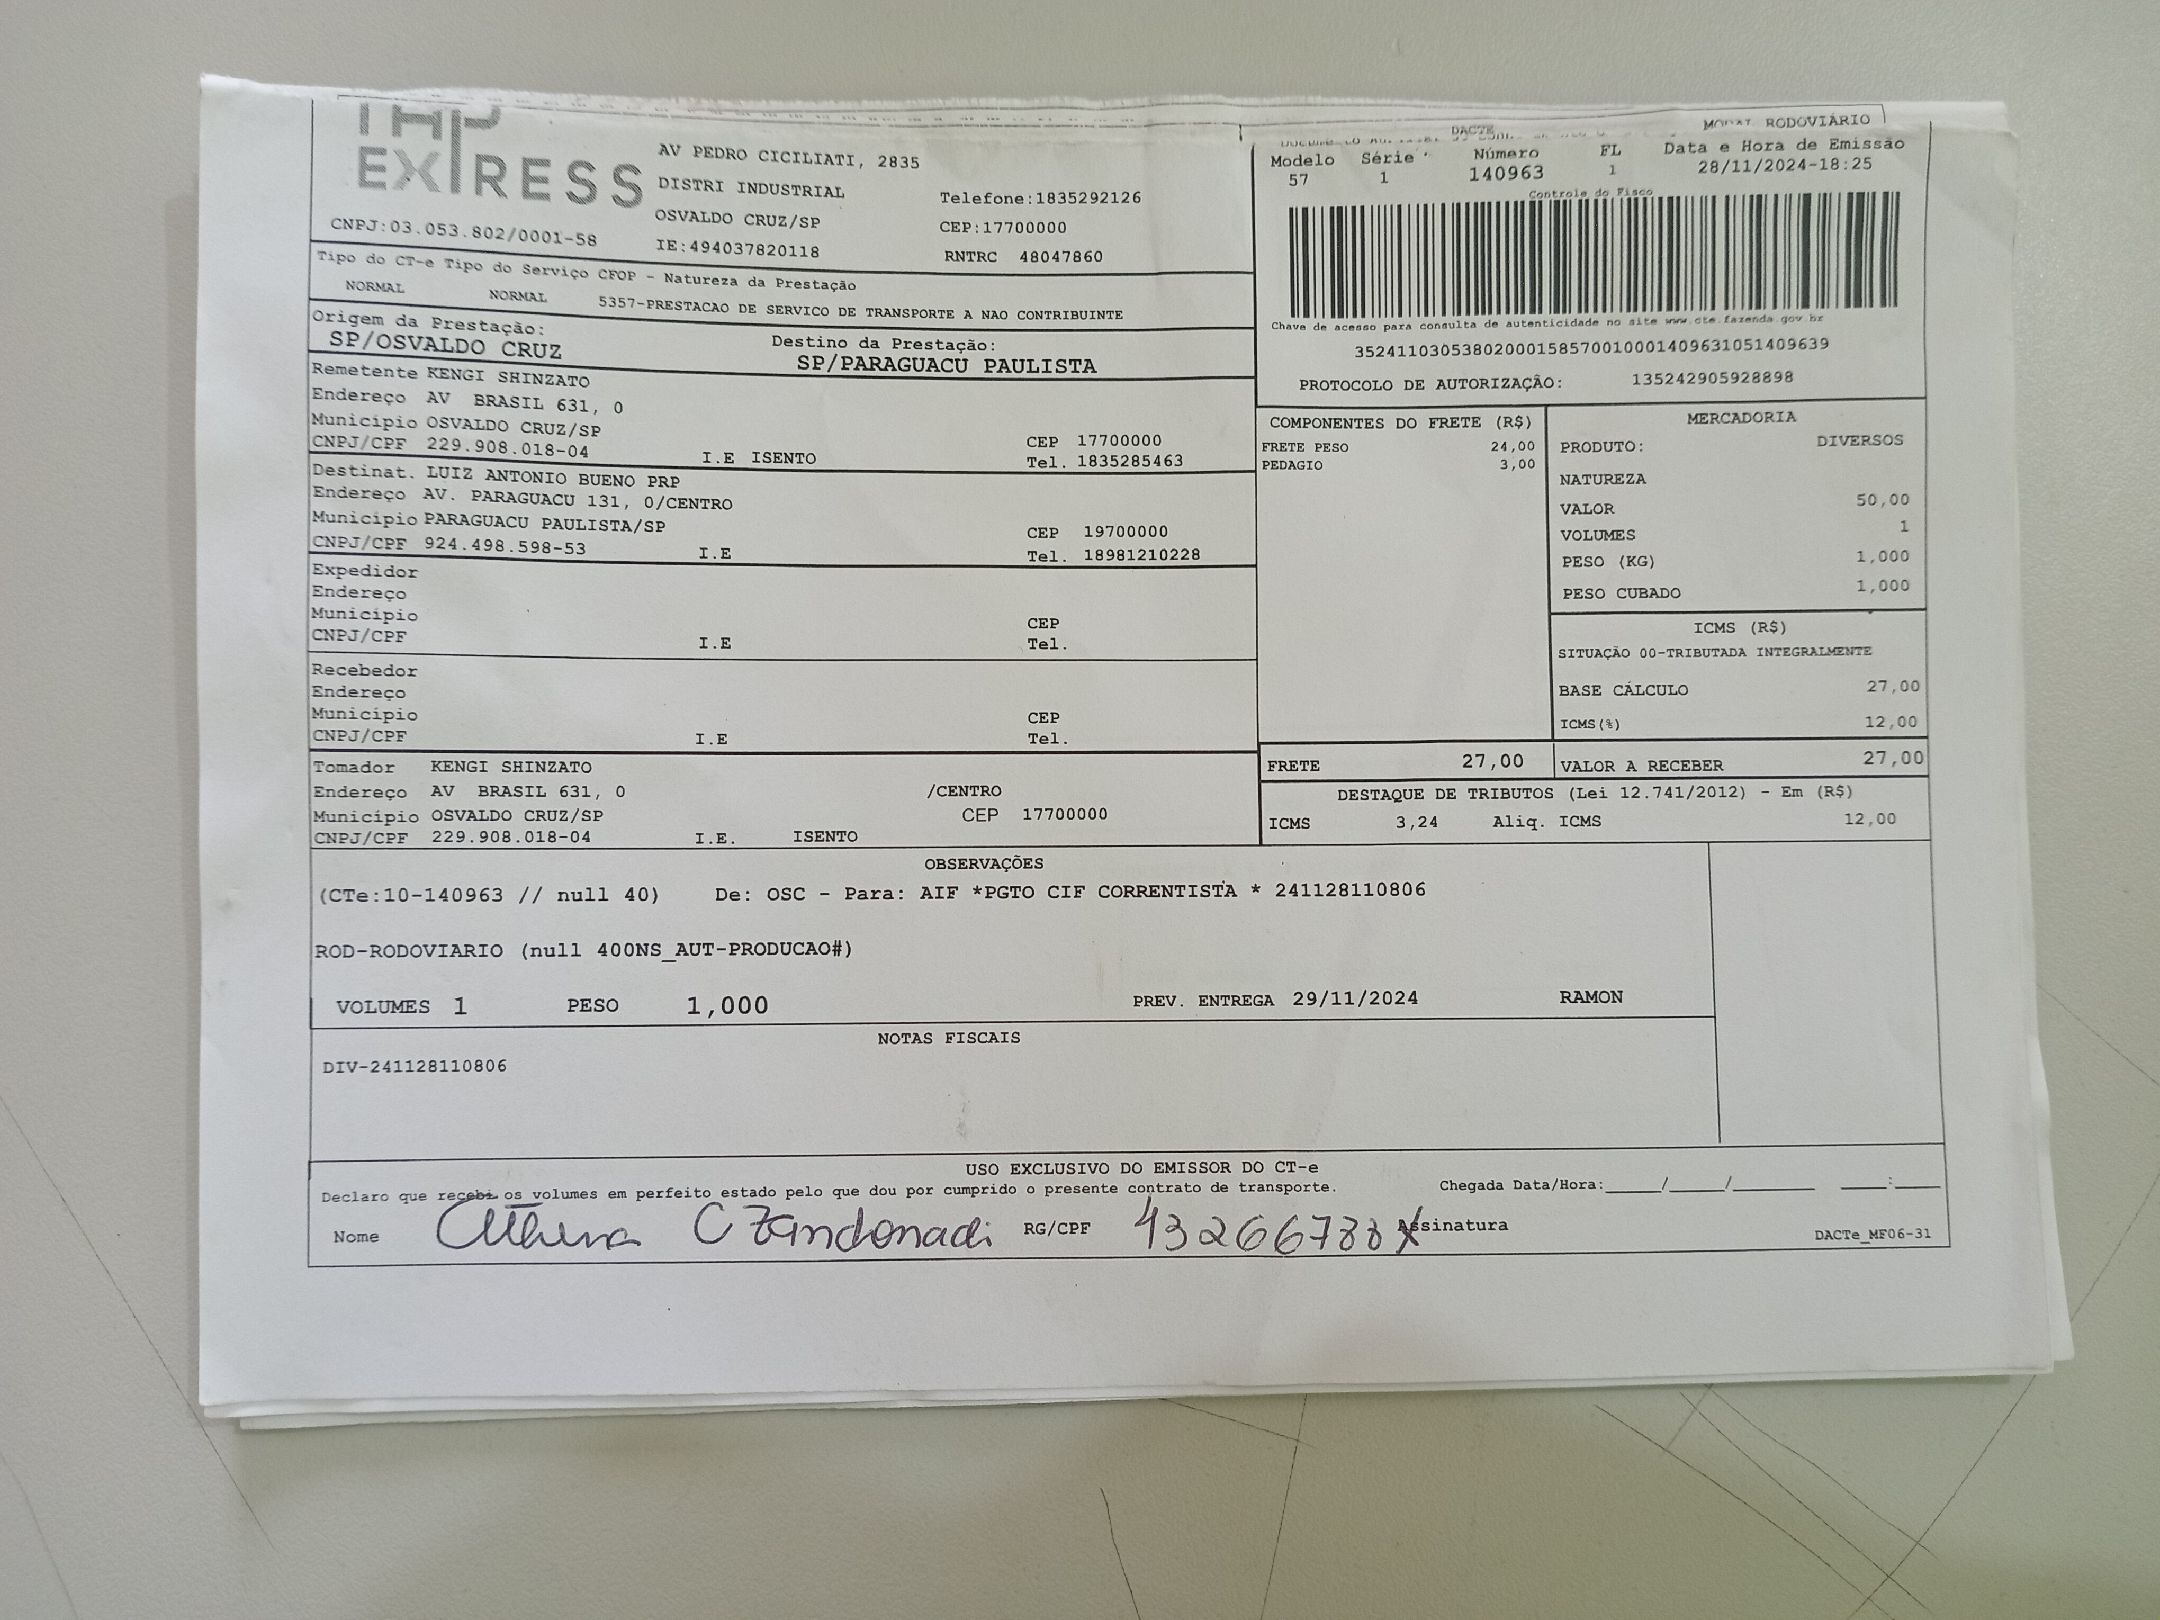 EXPRESS
AV PEDRO CICILIATI, 2835
DISTRI INDUSTRIAL
Telefone:1835292126
OSVALDO CRUZ/SP
CEP:17700000
CNPJ:03.053.802/0001-58
IE:494037820118
RNTRC 48047860
DACTE
MODAL RODOVIÁRIO
Modelo Série Número FL Data e Hora de Emissão
57 1 140963 1 28/11/2024-18:25
Controle do Fisco
Chave de acesso para consulta de autenticidade no site www.cte.fazenda.gov.br
35241103053802000158570010001409631051409639
PROTOCOLO DE AUTORIZAÇÃO: 135242905928898
Tipo do CT-e Tipo do Serviço CFOP - Natureza da Prestação
NORMAL NORMAL 5357-PRESTACAO DE SERVICO DE TRANSPORTE A NAO CONTRIBUINTE
Origem da Prestação:
SP/OSVALDO CRUZ
Destino da Prestação:
SP/PARAGUACU PAULISTA
Remetente KENGI SHINZATO
Endereço AV BRASIL 631, 0
Município OSVALDO CRUZ/SP
CEP 17700000
CNPJ/CPF 229.908.018-04 I.E ISENTO Tel. 1835285463
Destinat. LUIZ ANTONIO BUENO PRP
Endereço AV. PARAGUACU 131, 0/CENTRO
Município PARAGUACU PAULISTA/SP CEP 19700000
CNPJ/CPF 924.498.598-53 I.E Tel. 18981210228
Expedidor
Endereço
Município CEP
CNPJ/CPF I.E Tel.
Recebedor
Endereço
Município CEP
CNPJ/CPF I.E Tel.
Tomador KENGI SHINZATO
Endereço AV BRASIL 631, 0 /CENTRO
Município OSVALDO CRUZ/SP CEP 17700000
CNPJ/CPF 229.908.018-04 I.E. ISENTO
COMPONENTES DO FRETE (R$)
FRETE PESO 24,00
PEDAGIO 3,00
MERCADORIA
PRODUTO: DIVERSOS
NATUREZA
VALOR 50,00
VOLUMES 1
PESO (KG) 1,000
PESO CUBADO 1,000
ICMS (R$)
SITUAÇÃO 00-TRIBUTADA INTEGRALMENTE
BASE CÁLCULO 27,00
ICMS(%) 12,00
FRETE 27,00 VALOR A RECEBER 27,00
DESTAQUE DE TRIBUTOS (Lei 12.741/2012) - Em (R$)
ICMS 3,24 Aliq. ICMS 12,00
OBSERVAÇÕES
(CTe:10-140963 // null 40) De: OSC - Para: AIF *PGTO CIF CORRENTISTA * 241128110806
ROD-RODOVIARIO (null 400NS_AUT-PRODUCAO#)
VOLUMES 1 PESO 1,000 PREV. ENTREGA 29/11/2024 RAMON
NOTAS FISCAIS
DIV-241128110806
USO EXCLUSIVO DO EMISSOR DO CT-e
Declaro que recebi os volumes em perfeito estado pelo que dou por cumprido o presente contrato de transporte. Chegada Data/Hora:____/____/________ ____:____
Nome C Zandonadi RG/CPF 43266788X Assinatura
DACTe_MF06-31